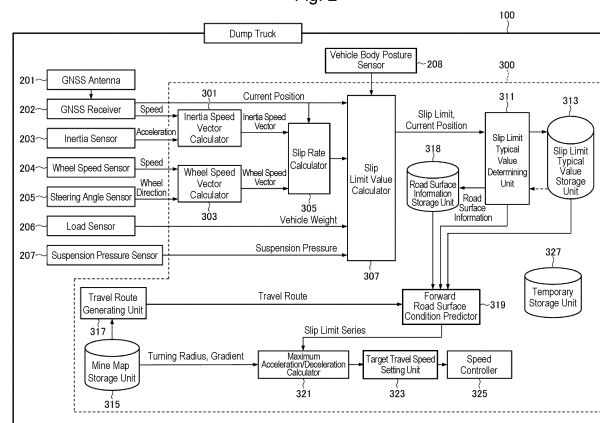 100
Dump Truck
Vehicle Body Posture
Sensor
208
300
201
GNSS Antenna
202
GNSS Receiver
Current Position
Speed
301
Inertia Speed
Vector
Calculator
Inertia Speed
Vector
203
Inertia Sensor
Acceleration
204
Wheel Speed Sensor
Speed
Wheel
Direction
Wheel Speed
Vector
Calculator
303
Wheel Speed
Vector
205
Steering Angle Sensor
Slip Rate
Calculator
305
206
Load Sensor
Vehicle Weight
207
Suspension Pressure Sensor
Suspension Pressure
Slip
Limit Value
Calculator
307
Slip Limit,
Current Position
311
Slip Limit
Typical
Value
Determining
Unit
313
Slip Limit
Typical
Value
Storage
Unit
318
Road Surface
Information
Storage Unit
Road
Surface
Information
327
Temporary
Storage Unit
Travel Route
Generating Unit
317
Travel Route
Forward
Road Surface
Condition Predictor
319
Slip Limit Series
Mine Map
Storage Unit
315
Turning Radius, Gradient
Maximum
Acceleration/Deceleration
Calculator
321
Target Travel Speed
Setting Unit
323
Speed
Controller
325